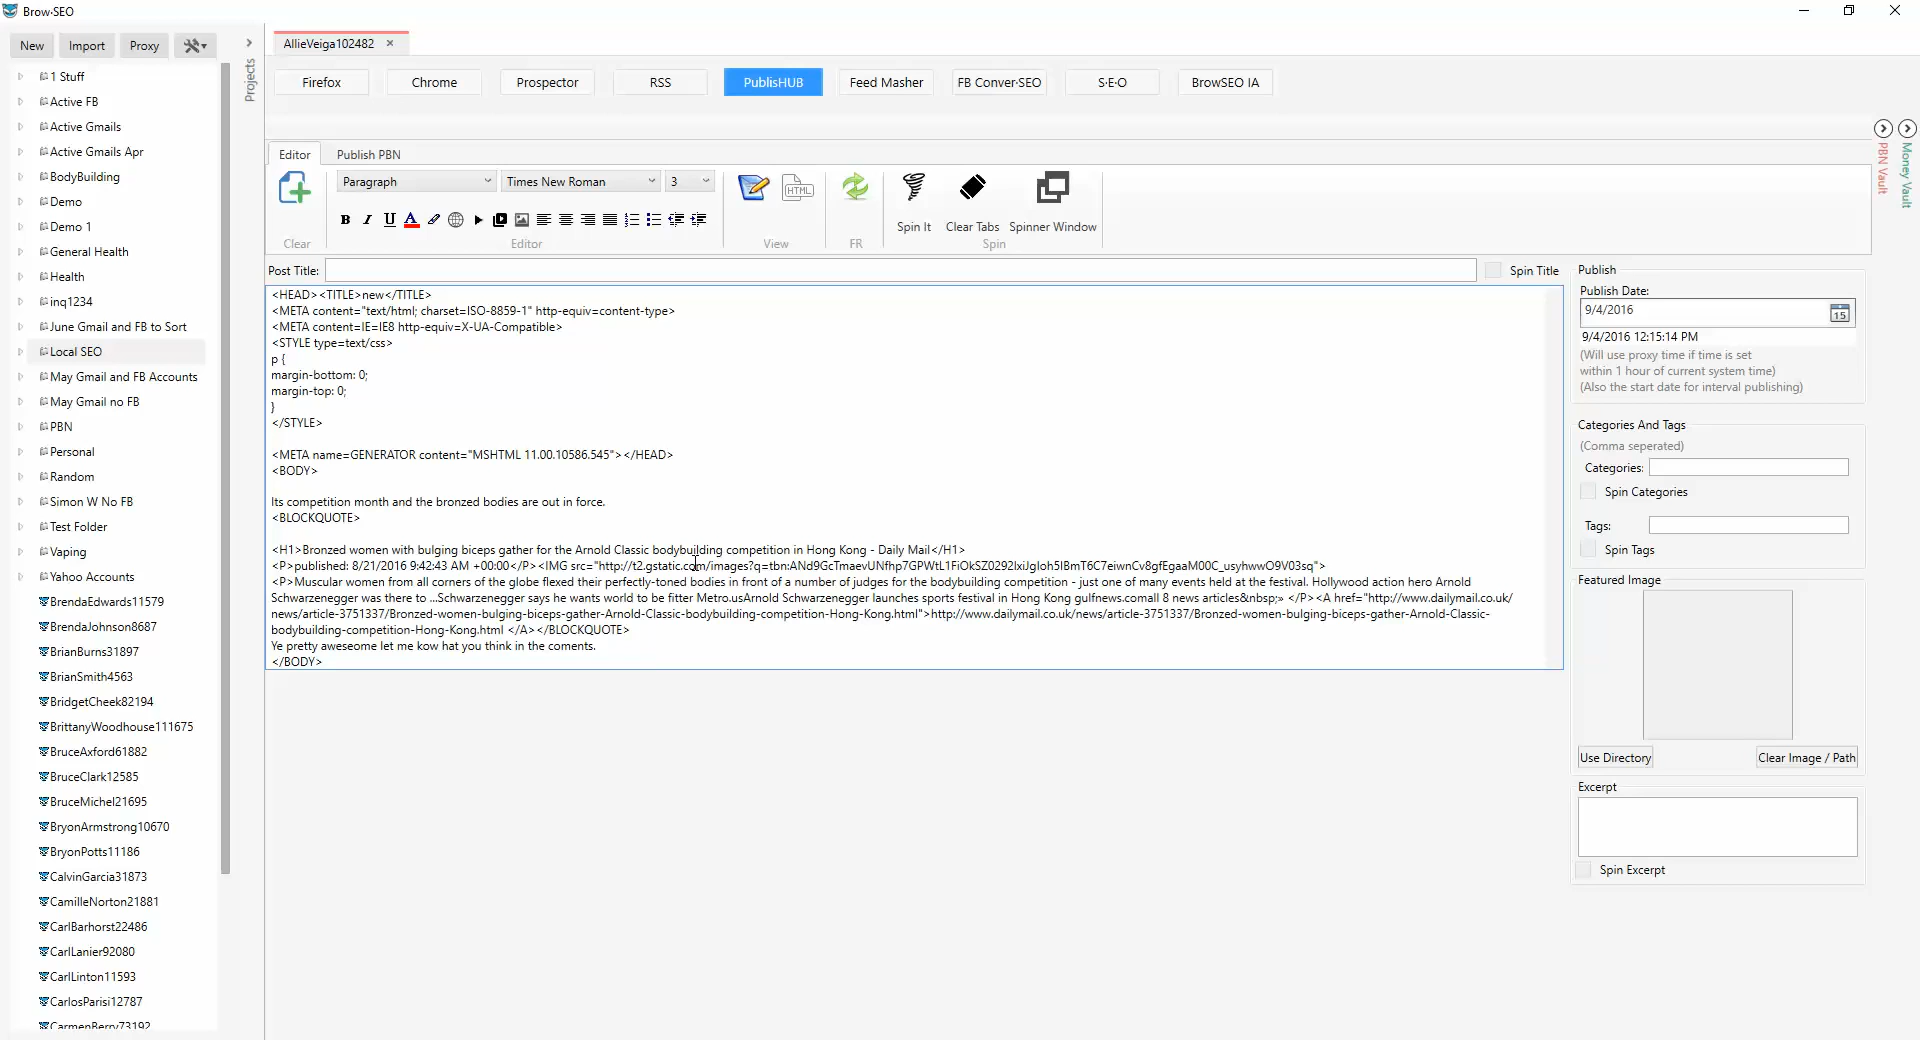 Brow·SEO
New
Import
Proxy
Projects
1 Stuff
Active FB
Active Gmails
Active Gmails Apr
BodyBuilding
Demo
Demo 1
General Health
Health
inq1234
June Gmail and FB to Sort
Local SEO
May Gmail and FB Accounts
May Gmail no FB
PBN
Personal
Random
Simon W No FB
Test Folder
Vaping
Yahoo Accounts
BrendaEdwards11579
BrendaJohnson8687
BrianBurns31897
BrianSmith4563
BridgetCheek82194
BrittanyWoodhouse111675
BruceAxford61882
BruceClark12585
BruceMichel21695
BryonArmstrong10670
BryonPotts11186
CalvinGarcia31873
CamilleNorton21881
CarlBarhorst22486
CarlLanier92080
CarlLinton11593
CarlosParisi12787
CarmenBerry73192
AllieVeiga102482
Firefox
Chrome
Prospector
RSS
PublisHUB
Feed Masher
FB Conver·SEO
S·E·O
BrowSEO IA
Editor
Publish PBN
Paragraph
Times New Roman
3
B I U A
HTML
Spin It
Clear Tabs
Spinner Window
Clear
Editor
View
FR
Spin
Post Title:
Spin Title
<HEAD><TITLE>new</TITLE>
<META content="text/html; charset=ISO-8859-1" http-equiv=content-type>
<META content=IE=IE8 http-equiv=X-UA-Compatible>
<STYLE type=text/css>
p {
margin-bottom: 0;
margin-top: 0;
}
</STYLE>
<META name=GENERATOR content="MSHTML 11.00.10586.545"></HEAD>
<BODY>
Its competition month and the bronzed bodies are out in force.
<BLOCKQUOTE>
<H1>Bronzed women with bulging biceps gather for the Arnold Classic bodybuilding competition in Hong Kong - Daily Mail</H1>
<P>published: 8/21/2016 9:42:43 AM +00:00</P><IMG src="http://t2.gstatic.com/images?q=tbn:ANd9GcTmaevUNfhp7GPWtL1FiOkSZ0292lxiJgIoh5IBmT6C7eiwnCv8gfEgaaM00C_usyhwwO9V03sq">
<P>Muscular women from all corners of the globe flexed their perfectly-toned bodies in front of a number of judges for the bodybuilding competition - just one of many events held at the festival. Hollywood action hero Arnold
Schwarzenegger was there to ...Schwarzenegger says he wants world to be fitter Metro.usArnold Schwarzenegger launches sports festival in Hong Kong gulfnews.comall 8 news articles&nbsp;» </P><A href="http://www.dailymail.co.uk/
news/article-3751337/Bronzed-women-bulging-biceps-gather-Arnold-Classic-bodybuilding-competition-Hong-Kong.html">http://www.dailymail.co.uk/news/article-3751337/Bronzed-women-bulging-biceps-gather-Arnold-Classic-
bodybuilding-competition-Hong-Kong.html </A></BLOCKQUOTE>
Ye pretty aweseome let me kow hat you think in the coments.
</BODY>
Publish
Publish Date:
9/4/2016
15
9/4/2016 12:15:14 PM
(Will use proxy time if time is set
within 1 hour of current system time)
(Also the start date for interval publishing)
Categories And Tags
(Comma seperated)
Categories:
Spin Categories
Tags:
Spin Tags
Featured Image
Use Directory
Clear Image / Path
Excerpt
Spin Excerpt
PBN Vault
Money Vault